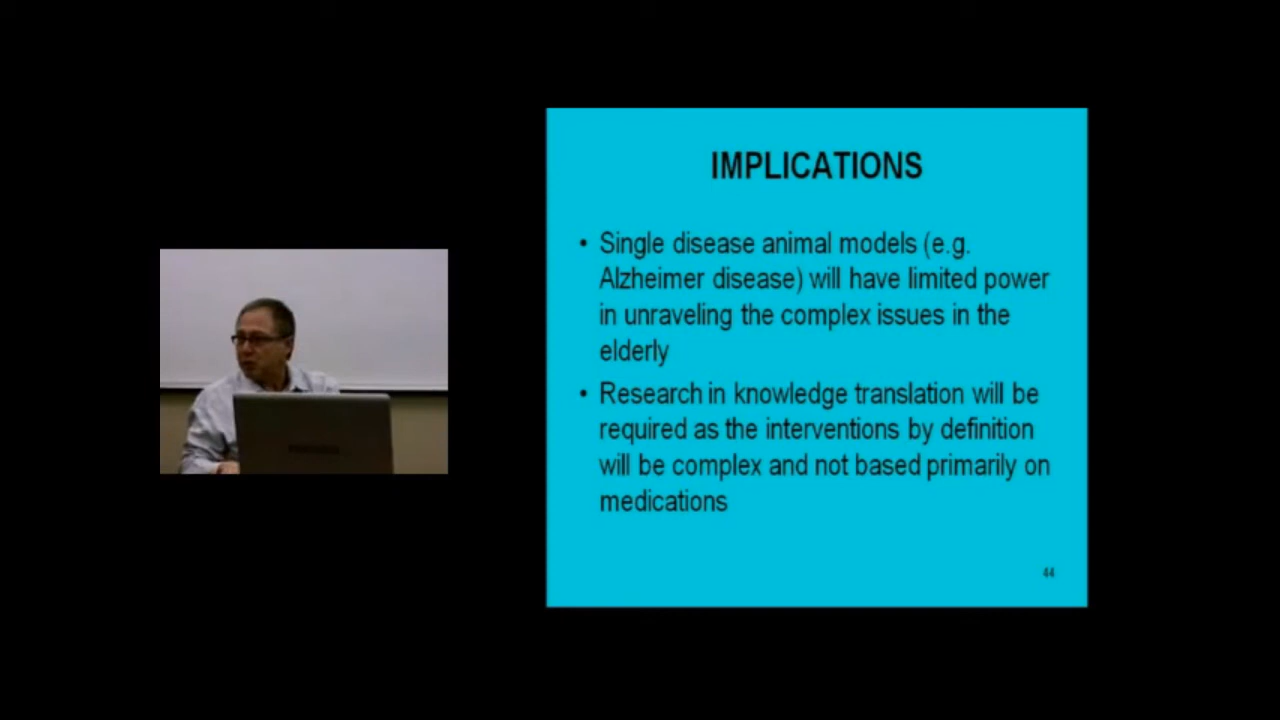 IMPLICATIONS
• Single disease animal models (e.g.
Alzheimer disease) will have limited power
in unraveling the complex issues in the
elderly
• Research in knowledge translation will be
required as the interventions by definition
will be complex and not based primarily on
medications
44